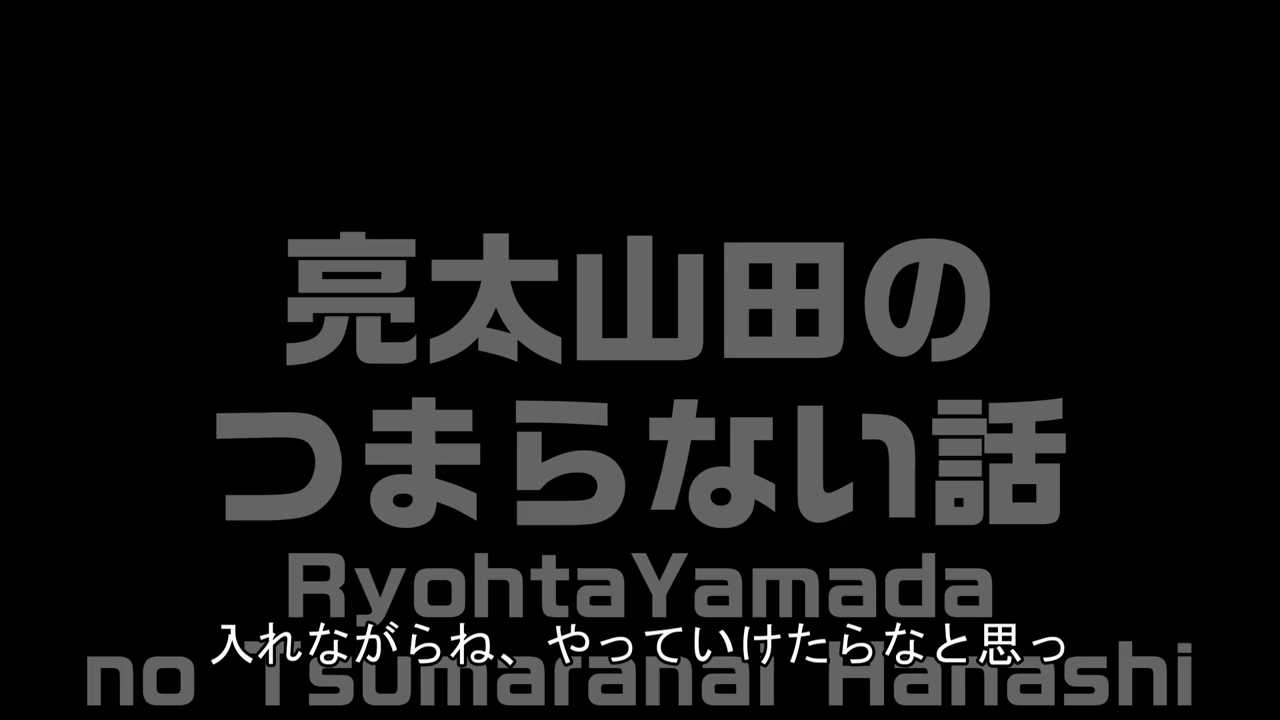 亮太山田の
つまらない話
RyohtaYamada
入れながらね、やっていけたらなと思っ
no Tsumaranai Hanashi